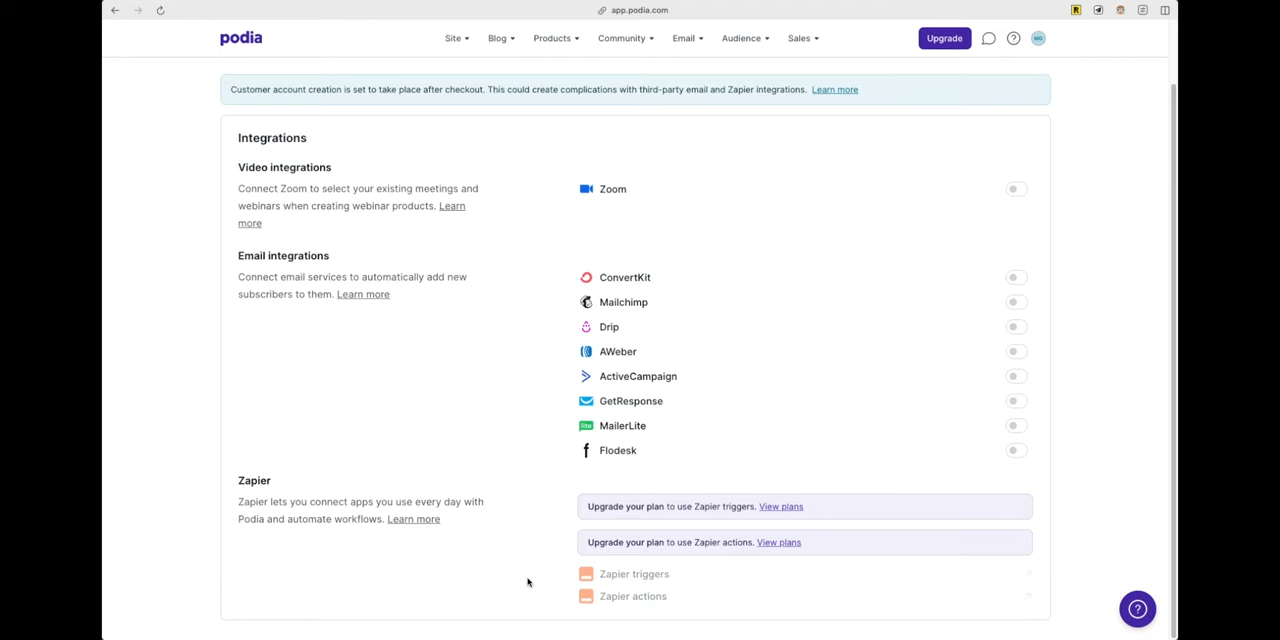 app.podia.com
podia
Site Blog Products Community Email Audience Sales Upgrade MD
Customer account creation is set to take place after checkout. This could create complications with third-party email and Zapier integrations. Learn more
Integrations
Video integrations
Connect Zoom to select your existing meetings and
webinars when creating webinar products. Learn
more
Zoom
Email integrations
Connect email services to automatically add new
subscribers to them. Learn more
ConvertKit
Mailchimp
Drip
AWeber
ActiveCampaign
GetResponse
lite
MailerLite
Flodesk
Zapier
Zapier lets you connect apps you use every day with
Podia and automate workflows. Learn more
Upgrade your plan to use Zapier triggers. View plans
Upgrade your plan to use Zapier actions. View plans
Zapier triggers
Zapier actions